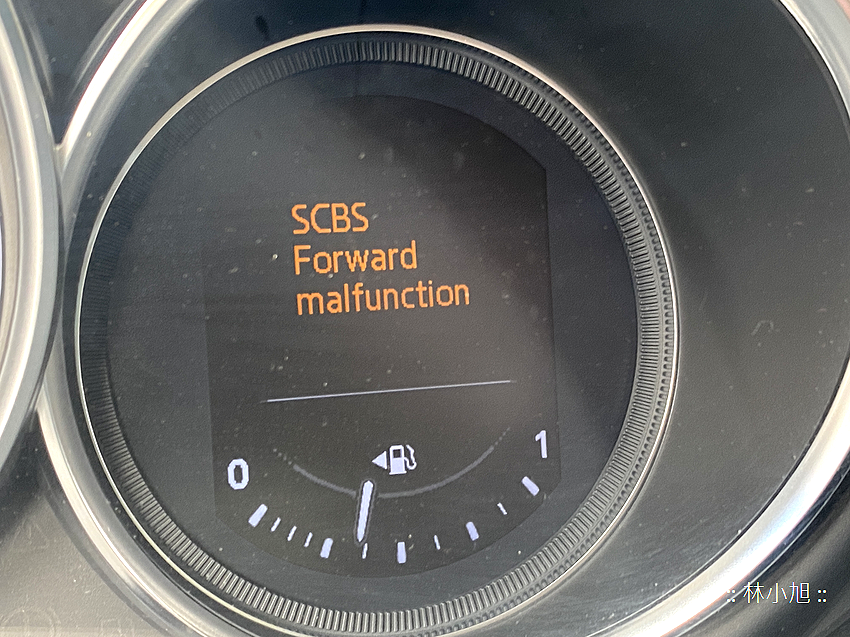 SCBS
Forward
malfunction
0
1
:: 林小旭 ::